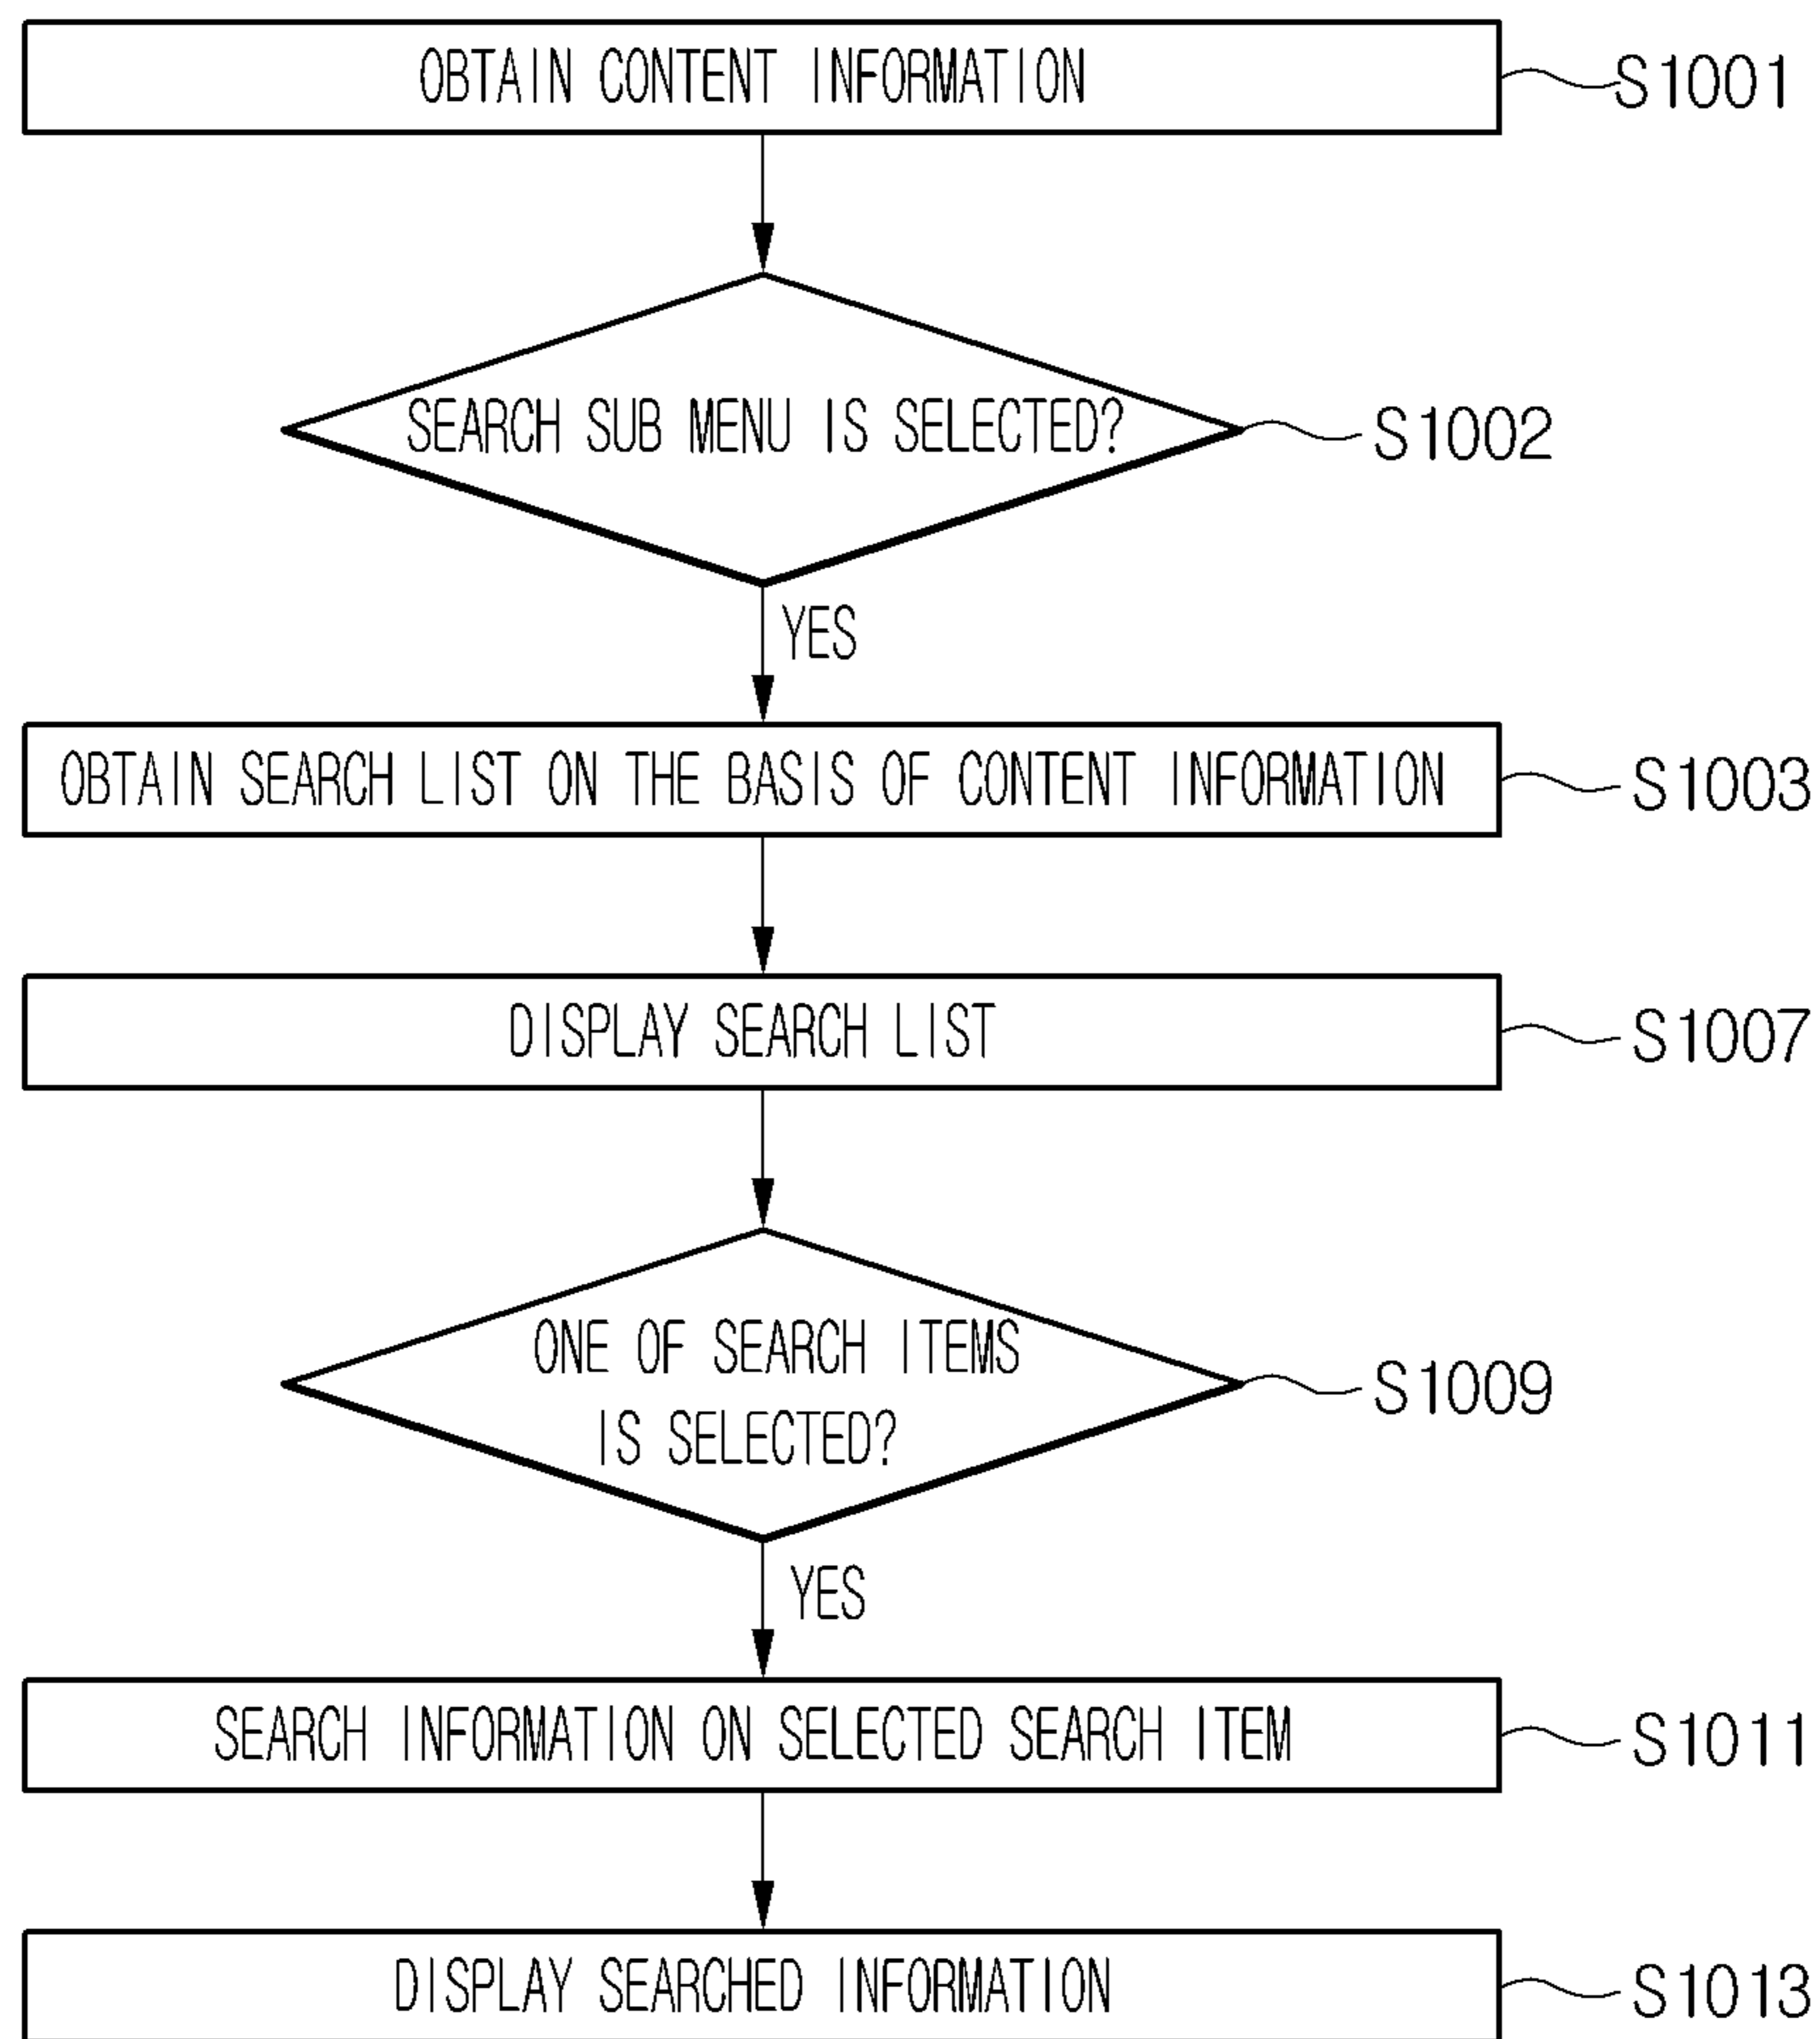 OBTAIN CONTENT INFORMATION
S1001
SEARCH SUB MENU IS SELECTED?
S1002
YES
OBTAIN SEARCH LIST ON THE BASIS OF CONTENT INFORMATION
S1003
DISPLAY SEARCH LIST
S1007
ONE OF SEARCH ITEMS
IS SELECTED?
S1009
YES
SEARCH INFORMATION ON SELECTED SEARCH ITEM
S1011
DISPLAY SEARCHED INFORMATION
S1013